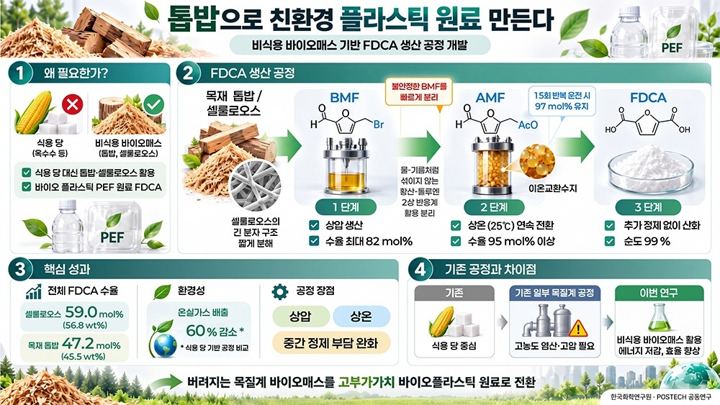 톱밥으로 친환경 플라스틱 원료 만든다
비식용 바이오매스 기반 FDCA 생산 공정 개발
PEF
1 왜 필요한가?
식용 당
(옥수수 등)
비식용 바이오매스
(톱밥, 셀룰로오스)
식용 당 대신 톱밥·셀룰로오스 활용
바이오 플라스틱 PEF 원료 FDCA
PEF
2 FDCA 생산 공정
목재 톱밥 /
셀룰로오스
셀룰로오스의
긴 분자 구조
짧게 분해
BMF
H
O
O
Br
1 단계
상압 생산
수율 최대 82 mol%
불안정한 BMF를
빠르게 분리
물-기름처럼
섞이지 않는
황산-톨루엔
2상 반응계
활용 분리
AMF
H
O
O
AcO
15회 반복 운전 시
97 mol% 유지
이온교환수지
2 단계
상온 (25℃) 연속 전환
수율 95 mol% 이상
FDCA
HO
O
O
O
OH
3 단계
추가 정제 없이 산화
순도 99 %
3 핵심 성과
전체 FDCA 수율
셀룰로오스 59.0 mol%
(56.8 wt%)
목재 톱밥 47.2 mol%
(45.5 wt%)
환경성
온실가스 배출
60 % 감소 *
* 식용 당 기반 공정 비교
공정 장점
상압
상온
중간 정제 부담 완화
4 기존 공정과 차이점
기존
식용 당 중심
기존 일부 목질계 공정
고농도 염산·고압 필요
이번 연구
비식용 바이오매스 활용
에너지 저감, 효율 향상
버려지는 목질계 바이오매스를 고부가가치 바이오플라스틱 원료로 전환
한국화학연구원 · POSTECH 공동연구